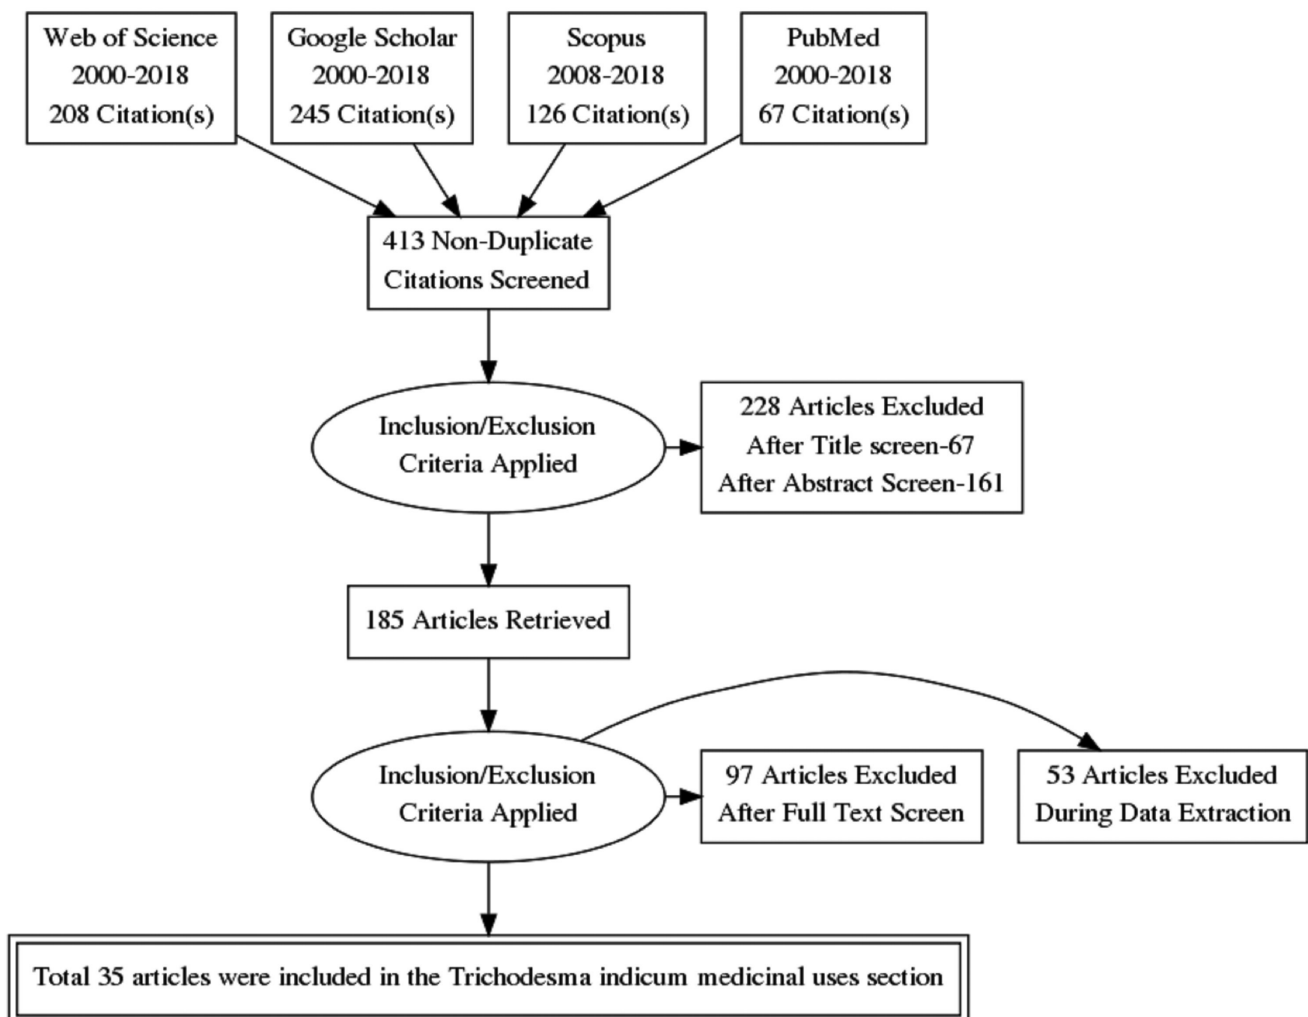 Web of Science
2000-2018
208 Citation(s)
Google Scholar
2000-2018
245 Citation(s)
Scopus
2008-2018
126 Citation(s)
PubMed
2000-2018
67 Citation(s)
413 Non-Duplicate
Citations Screened
Inclusion/Exclusion
Criteria Applied
228 Articles Excluded
After Title screen-67
After Abstract Screen-161
185 Articles Retrieved
Inclusion/Exclusion
Criteria Applied
97 Articles Excluded
After Full Text Screen
53 Articles Excluded
During Data Extraction
Total 35 articles were included in the Trichodesma indicum medicinal uses section